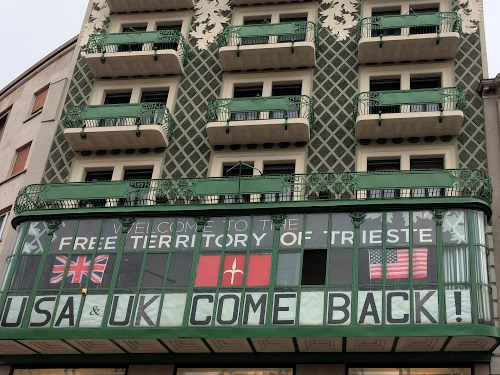 WELCOME TO THE
FREE TERRITORY OF TRIESTE
USA & UK COME BACK!